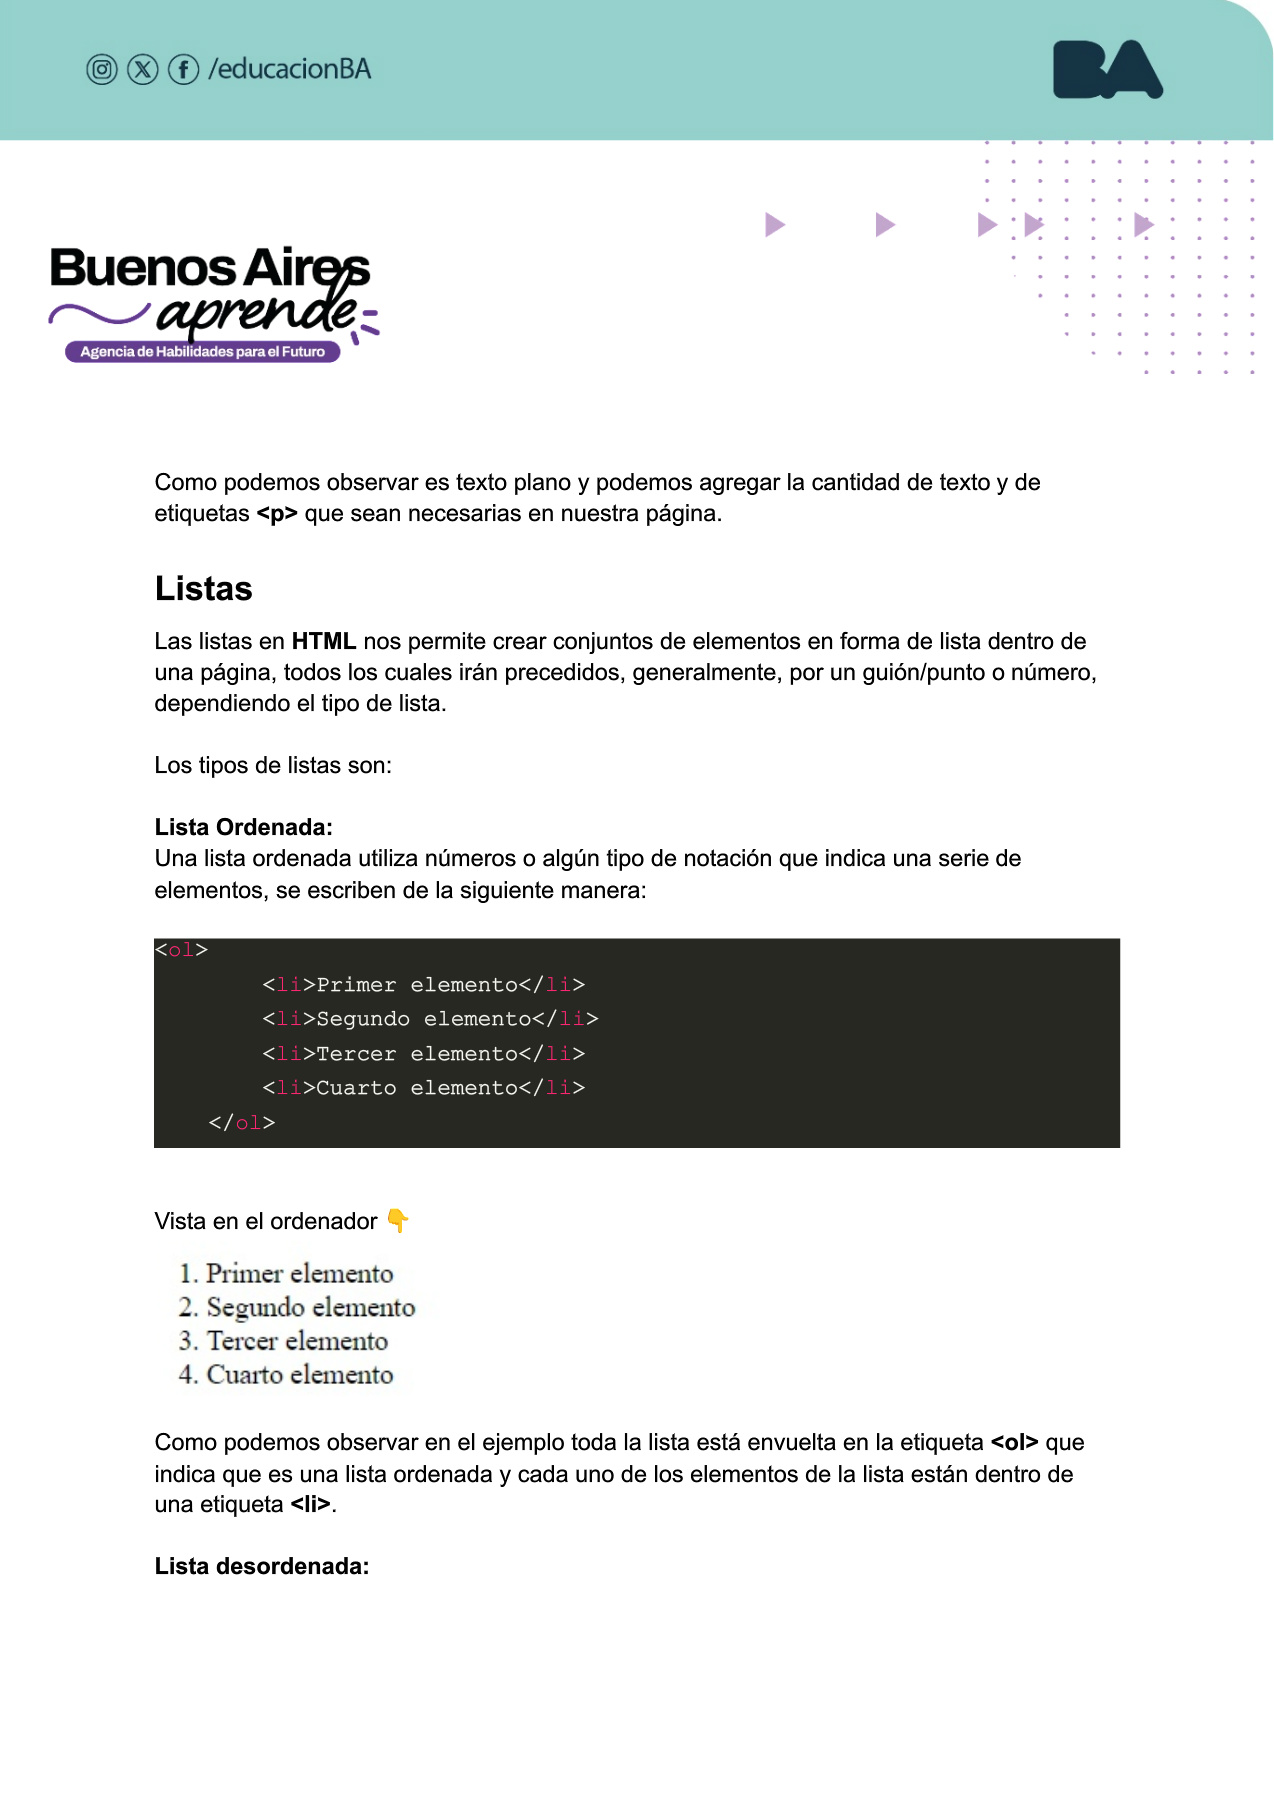 /educacionBA
BA
Buenos Aires
aprende
Agencia de Habilidades para el Futuro
Como podemos observar es texto plano y podemos agregar la cantidad de texto y de
etiquetas <p> que sean necesarias en nuestra página.
Listas
Las listas en HTML nos permite crear conjuntos de elementos en forma de lista dentro de
una página, todos los cuales irán precedidos, generalmente, por un guión/punto o número,
dependiendo el tipo de lista.
Los tipos de listas son:
Lista Ordenada:
Una lista ordenada utiliza números o algún tipo de notación que indica una serie de
elementos, se escriben de la siguiente manera:
<ol>
        <li>Primer elemento</li>
        <li>Segundo elemento</li>
        <li>Tercer elemento</li>
        <li>Cuarto elemento</li>
    </ol>
Vista en el ordenador 👇
1. Primer elemento
2. Segundo elemento
3. Tercer elemento
4. Cuarto elemento
Como podemos observar en el ejemplo toda la lista está envuelta en la etiqueta <ol> que
indica que es una lista ordenada y cada uno de los elementos de la lista están dentro de
una etiqueta <li>.
Lista desordenada: